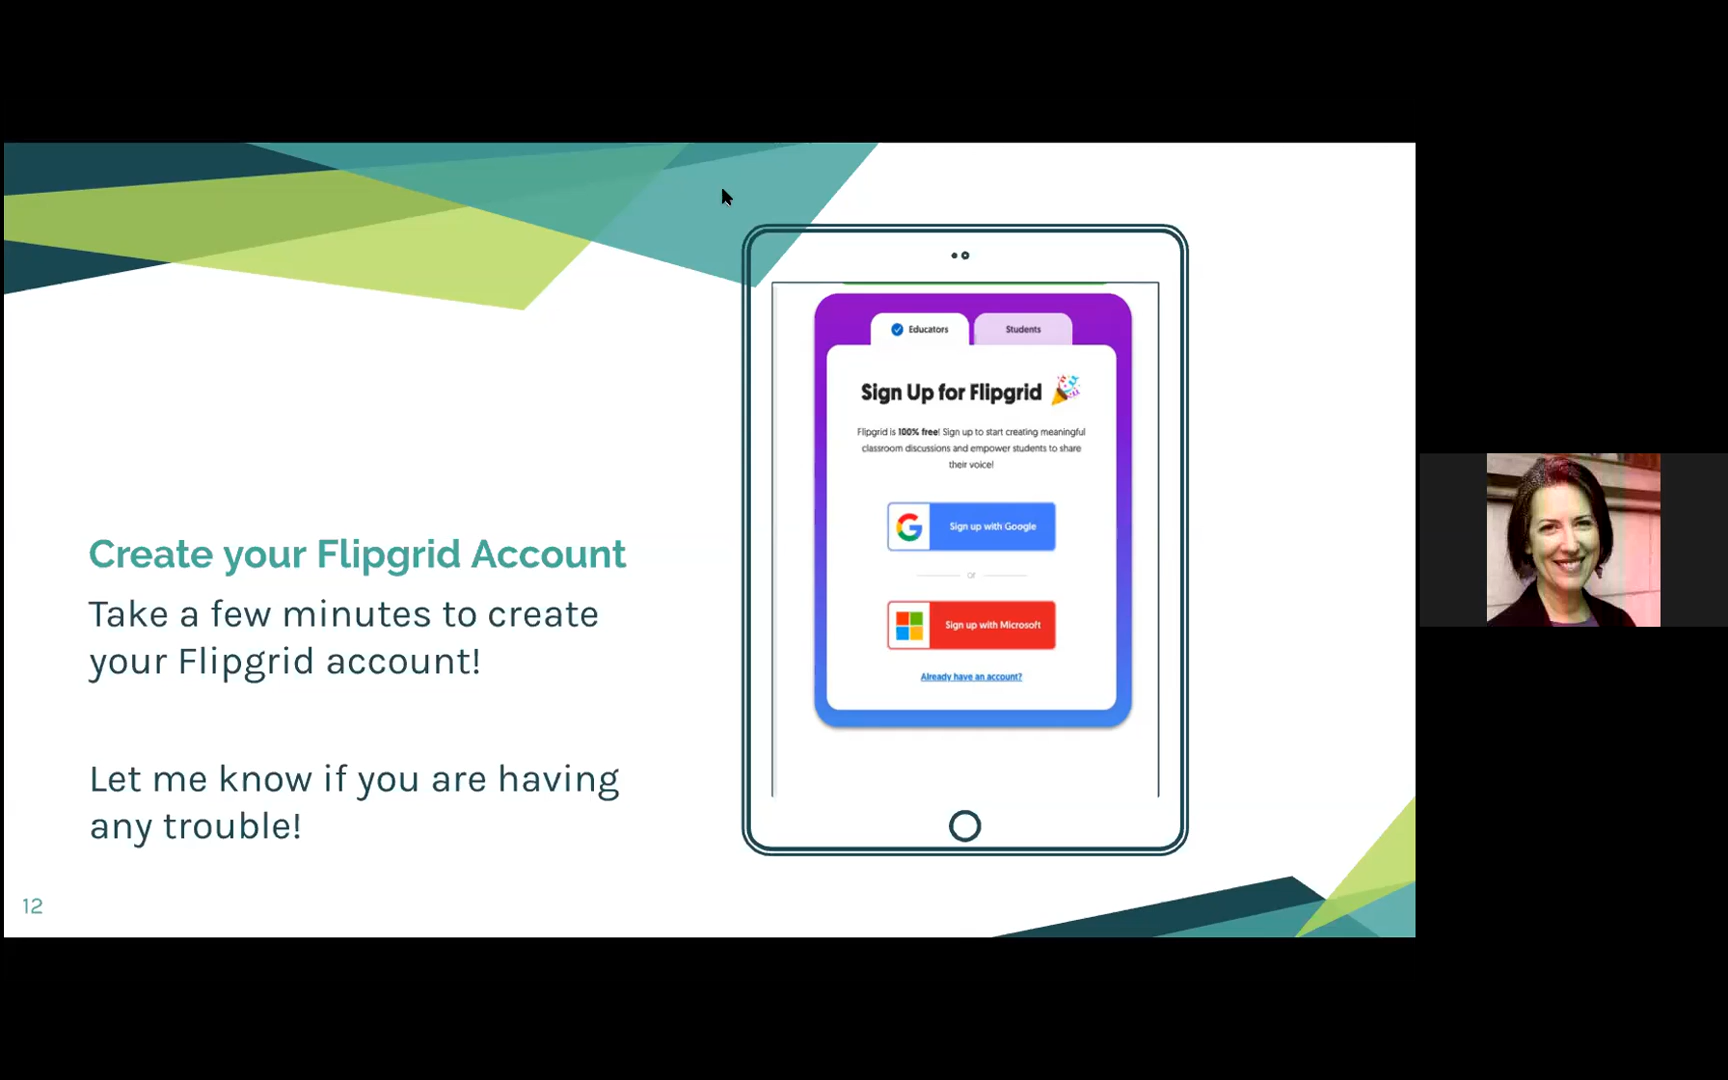 Educators
Students
Sign Up for Flipgrid
Flipgrid is 100% free! Sign up to start creating meaningful
classroom discussions and empower students to share
their voice!
Sign up with Google
or
Sign up with Microsoft
Already have an account?
Create your Flipgrid Account
Take a few minutes to create
your Flipgrid account!
Let me know if you are having
any trouble!
12